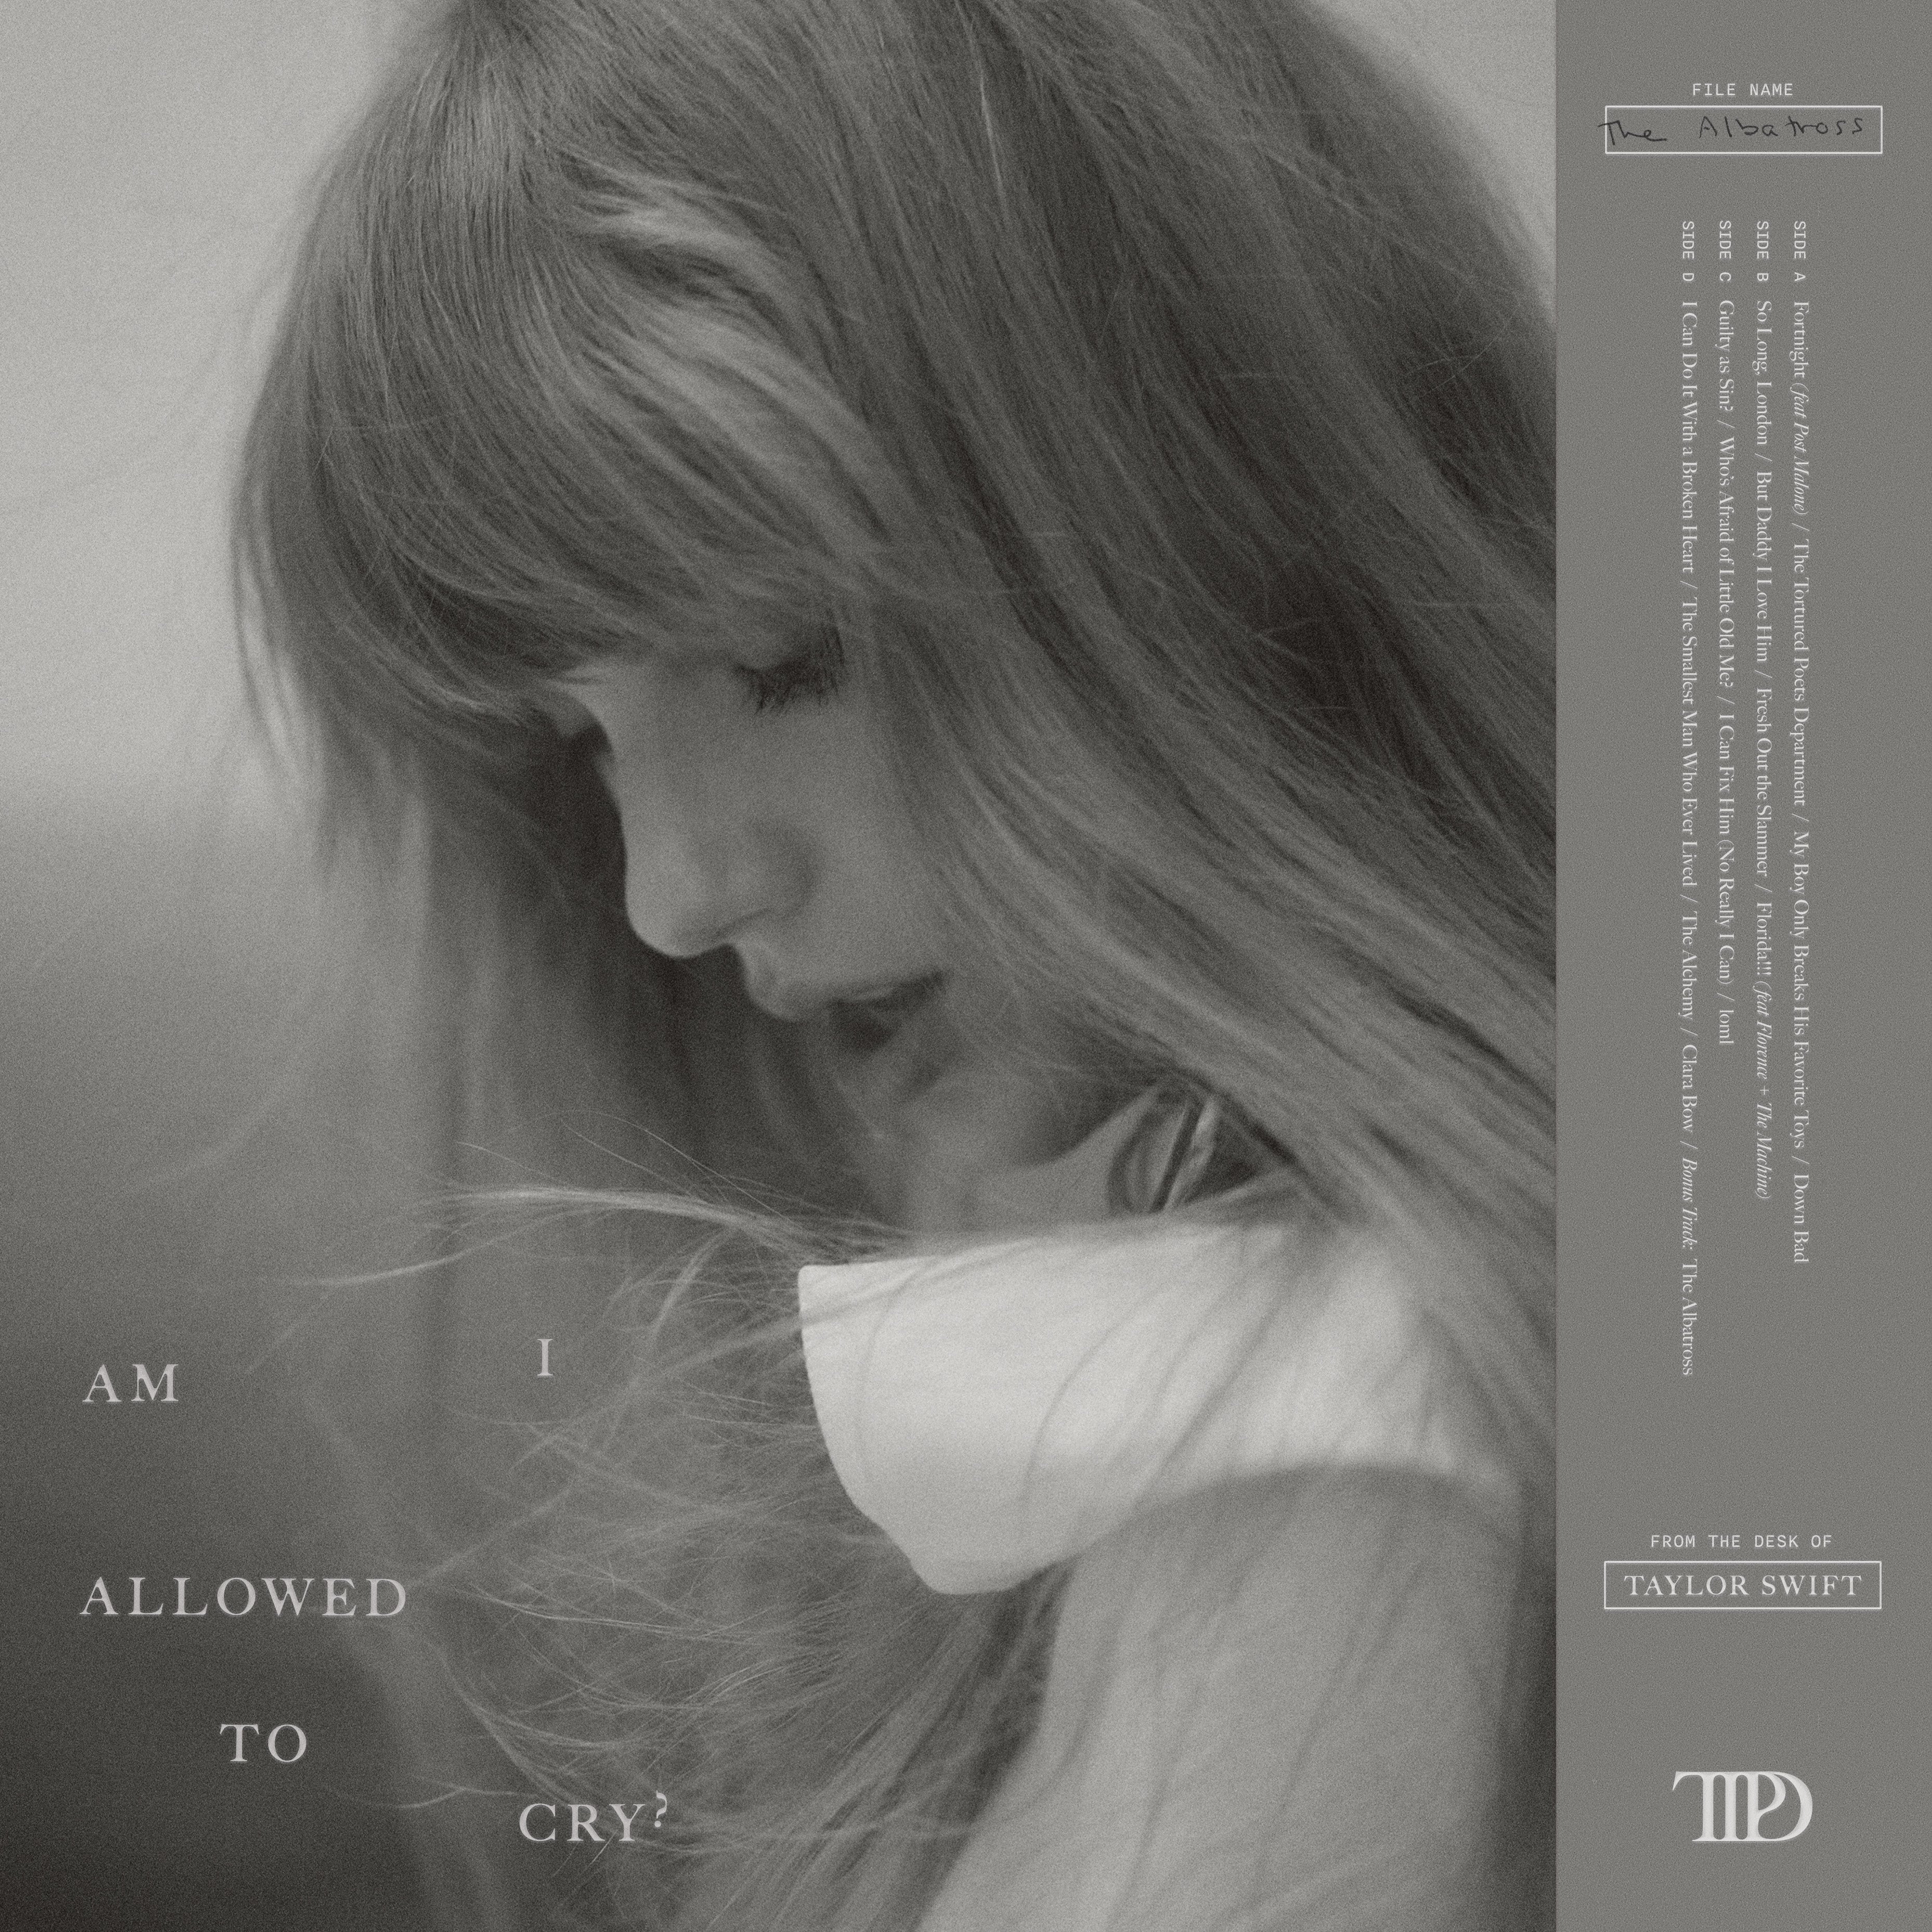 AM I
ALLOWED
TO
CRY?
FILE NAME
The Albatross
SIDE A Fortnight (feat Post Malone) / The Tortured Poets Department / My Boy Only Breaks His Favorite Toys / Down Bad
SIDE B So Long, London / But Daddy I Love Him / Fresh Out the Slammer / Florida!!! (feat Florence + The Machine)
SIDE C Guilty as Sin? / Who's Afraid of Little Old Me? / I Can Fix Him (No Really I Can) / loml
SIDE D I Can Do It With a Broken Heart / The Smallest Man Who Ever Lived / The Alchemy / Clara Bow / Bonus Track: The Albatross
FROM THE DESK OF
TAYLOR SWIFT
TTPD